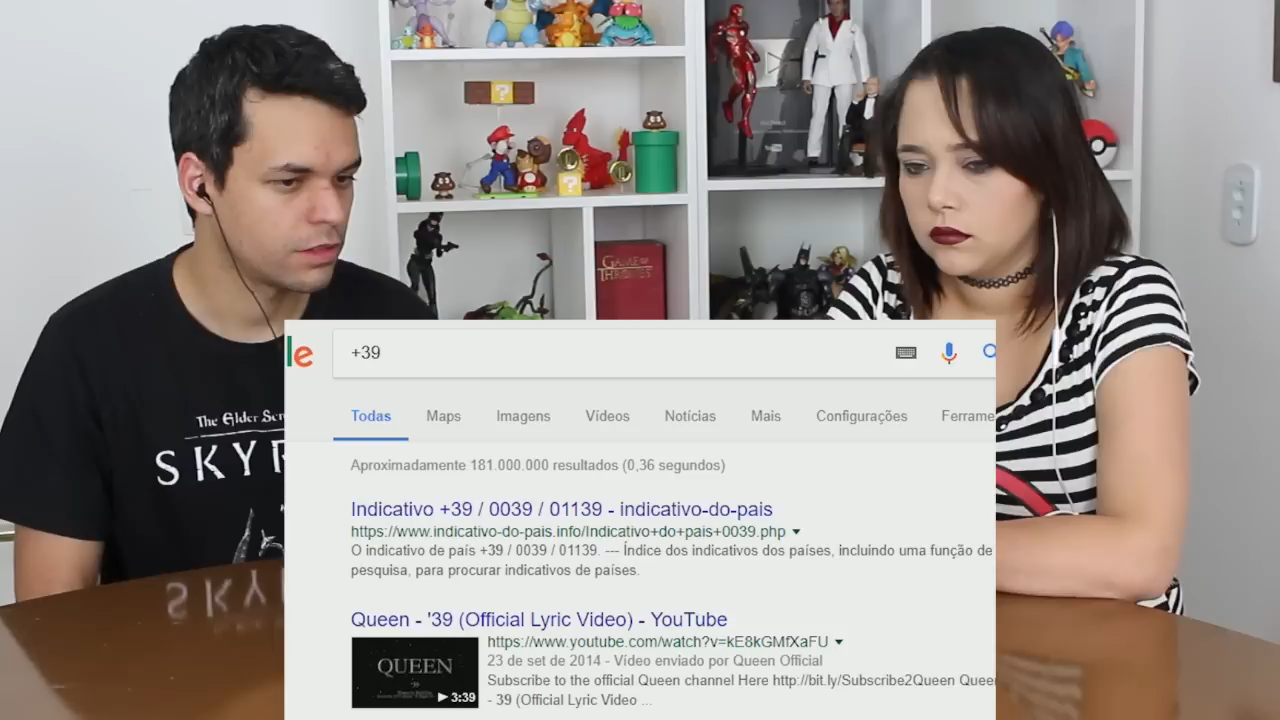 GAME OF
THRONES
The Elder Scr
SKYR
SKYR
le
+39
Todas Maps Imagens Vídeos Notícias Mais Configurações Ferrame
Aproximadamente 181.000.000 resultados (0,36 segundos)
Indicativo +39 / 0039 / 01139 - indicativo-do-pais
https://www.indicativo-do-pais.info/Indicativo+do+pais+0039.php
O indicativo de país +39 / 0039 / 01139. --- Índice dos indicativos dos países, incluindo uma função de
pesquisa, para procurar indicativos de países.
Queen - '39 (Official Lyric Video) - YouTube
https://www.youtube.com/watch?v=kE8kGMfXaFU
23 de set de 2014 - Vídeo enviado por Queen Official
Subscribe to the official Queen channel Here http://bit.ly/Subscribe2Queen Queen
- 39 (Official Lyric Video ...
QUEEN
3:39